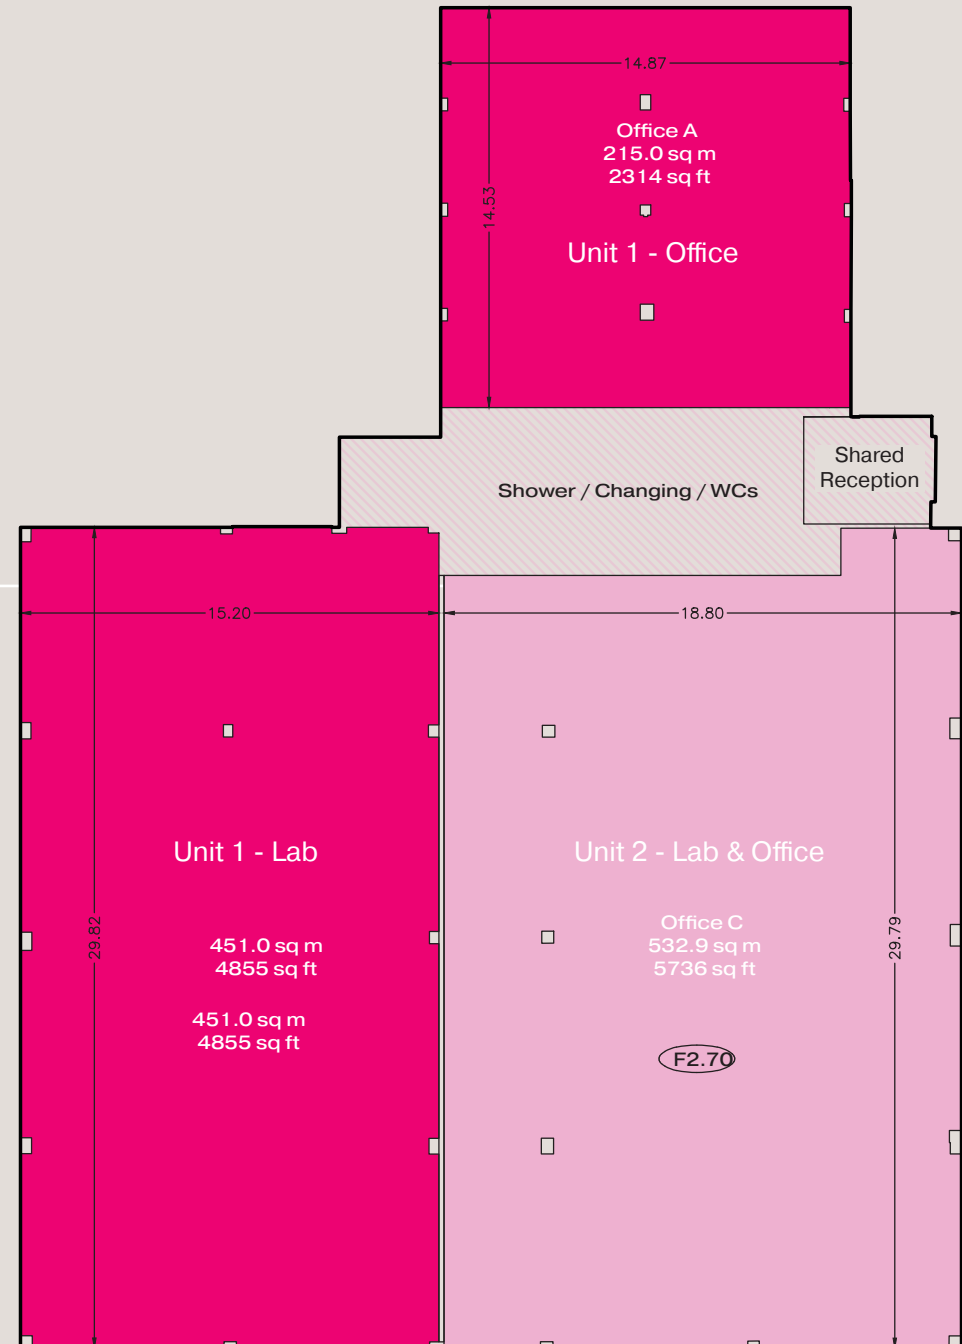 14.87
Office A
215.0 sq m
2314 sq ft
14.53
Unit 1 - Office
Shared
Reception
Shower / Changing / WCs
15.20
18.80
Unit 1 - Lab
Unit 2 - Lab & Office
29.82
451.0 sq m
4855 sq ft
451.0 sq m
4855 sq ft
Office C
532.9 sq m
5736 sq ft
29.79
F2.70